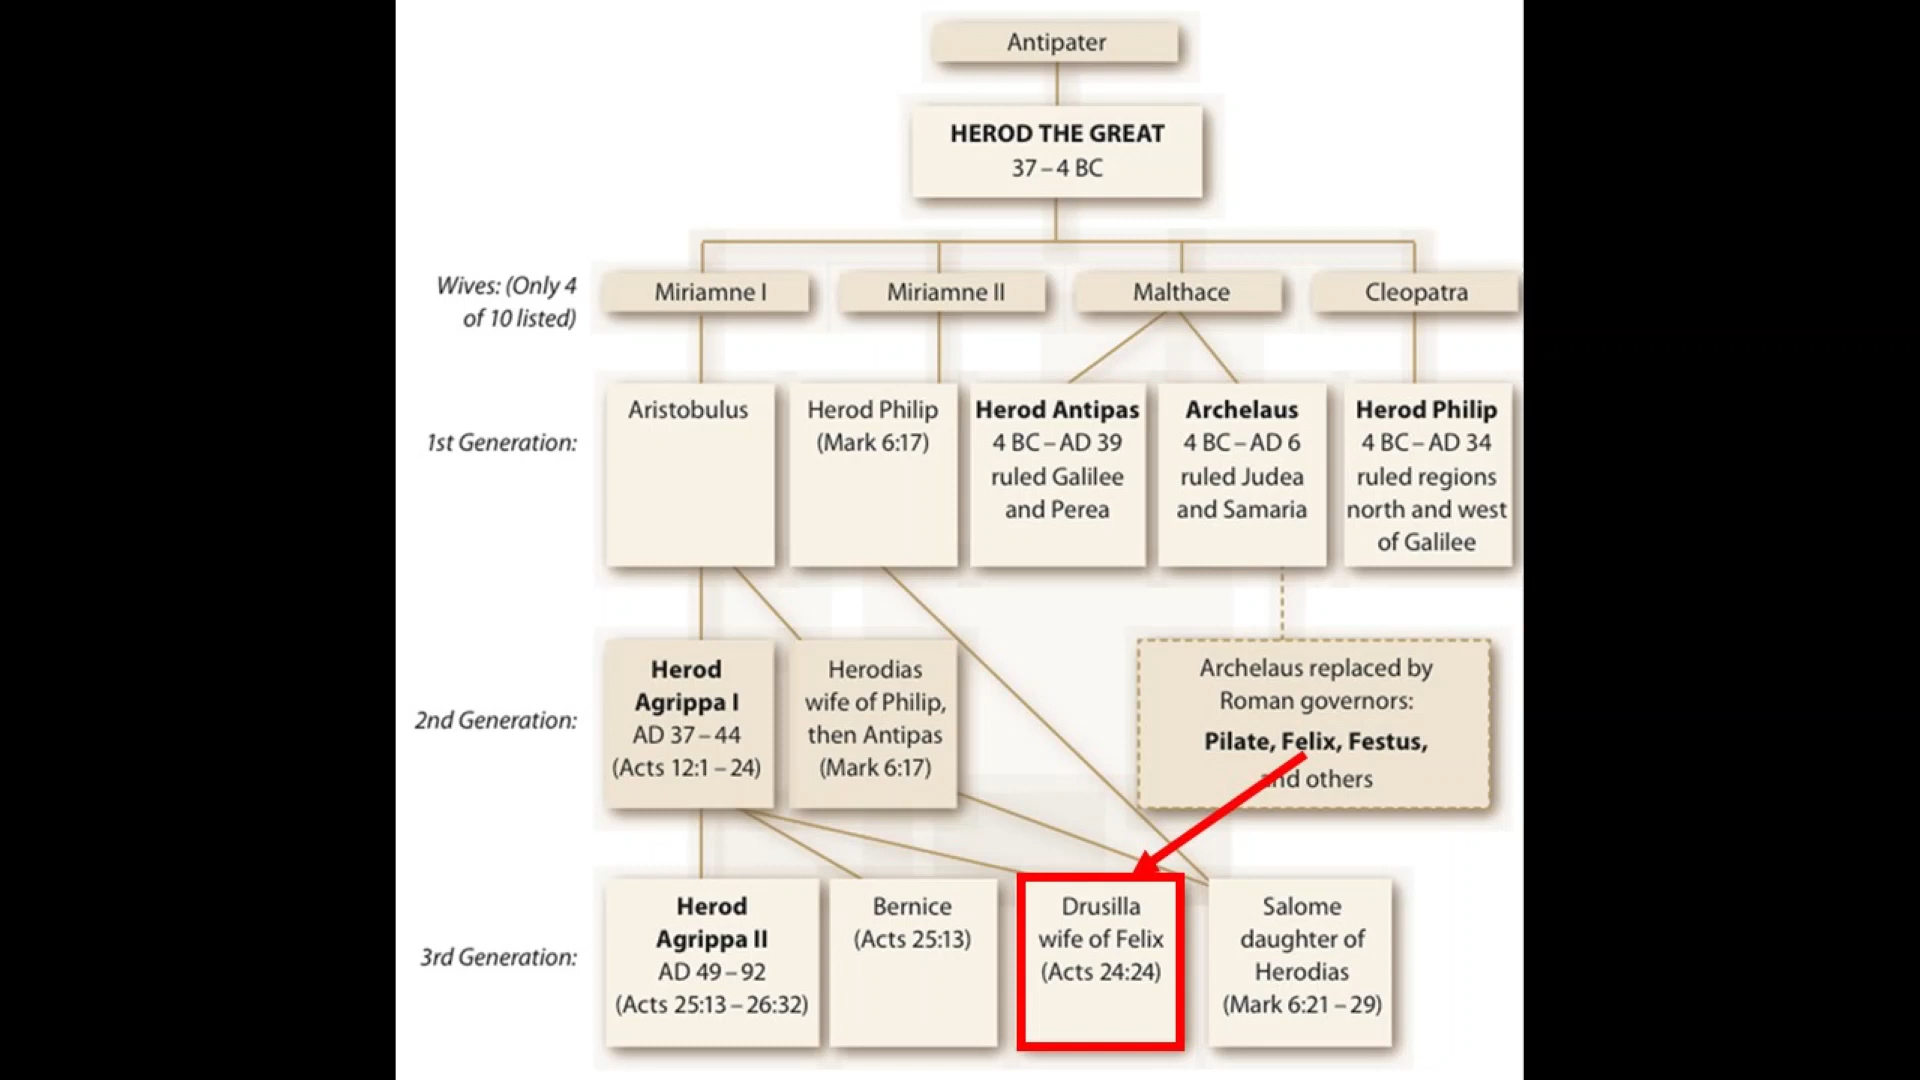 Antipater
HEROD THE GREAT
37–4 BC
Wives: (Only 4
of 10 listed)
Miriamne I
Miriamne II
Malthace
Cleopatra
1st Generation:
Aristobulus
Herod Philip
(Mark 6:17)
Herod Antipas
4 BC–AD 39
ruled Galilee
and Perea
Archelaus
4 BC–AD 6
ruled Judea
and Samaria
Herod Philip
4 BC–AD 34
ruled regions
north and west
of Galilee
2nd Generation:
Herod
Agrippa I
AD 37–44
(Acts 12:1–24)
Herodias
wife of Philip,
then Antipas
(Mark 6:17)
Archelaus replaced by
Roman governors:
Pilate, Felix, Festus,
and others
3rd Generation:
Herod
Agrippa II
AD 49–92
(Acts 25:13–26:32)
Bernice
(Acts 25:13)
Drusilla
wife of Felix
(Acts 24:24)
Salome
daughter of
Herodias
(Mark 6:21–29)